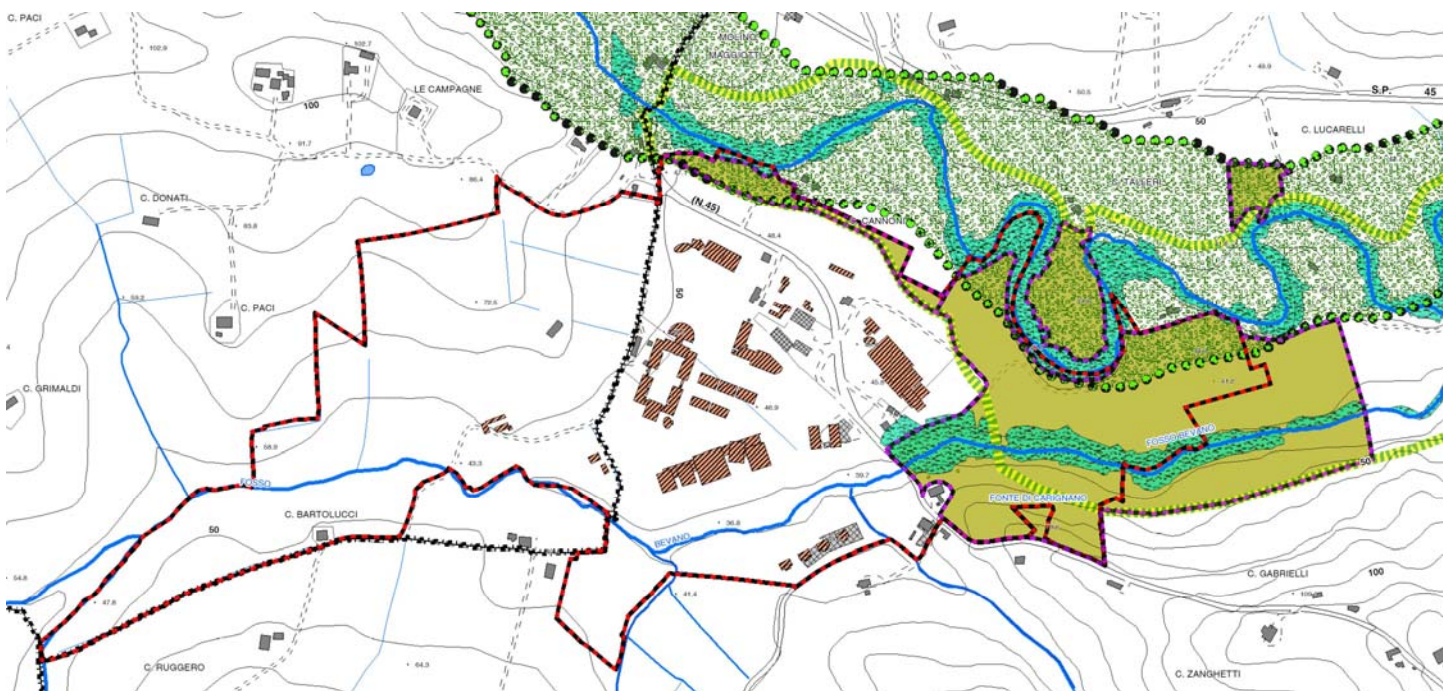 C. PACI
102.9
102.7
MOLINO
MAGGIOTTI
LE CAMPAGNE
100
91.7
49.9
50.5
S.P. 45
50
C. LUCARELLI
86.4
C. DONATI
83.8
(N.45)
48.4
CANNONI
59.2
C. PACI
72.5
50
C. GRIMALDI
45.8
46.9
58.8
43.3
FOSSO
39.7
FOSSO BEVANO
50
FONTE DI CARIGNANO
C. BARTOLUCCI
50
36.8
BEVANO
54.8
47.8
41.4
C. GABRIELLI
100
C. RUGGERO
64.3
C. ZANGHETTI